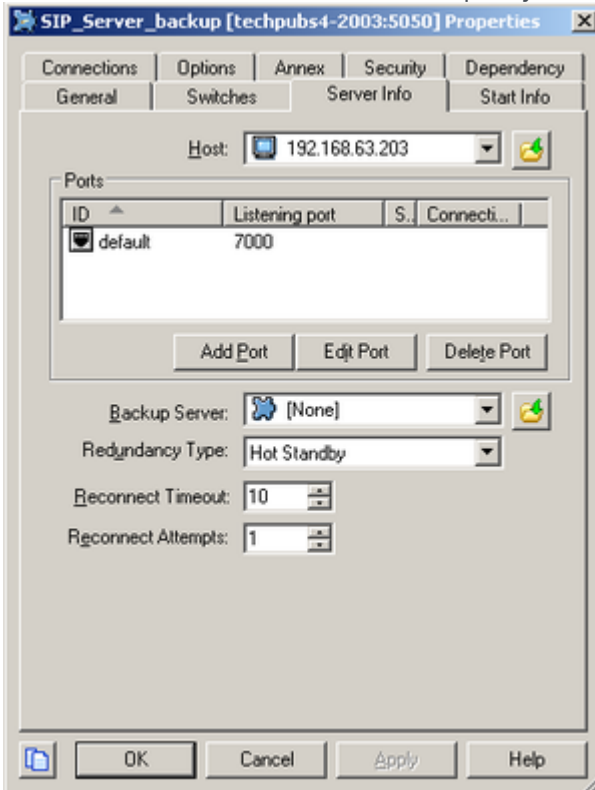 SIP_Server_backup [techpubs4-2003:5050] Properties
Connections Options Annex Security Dependency
General Switches Server Info Start Info
Host: 192.168.63.203
Ports
ID Listening port S.. Connecti...
default 7000
Add Port Edit Port Delete Port
Backup Server: [None]
Redundancy Type: Hot Standby
Reconnect Timeout: 10
Reconnect Attempts: 1
OK Cancel Apply Help